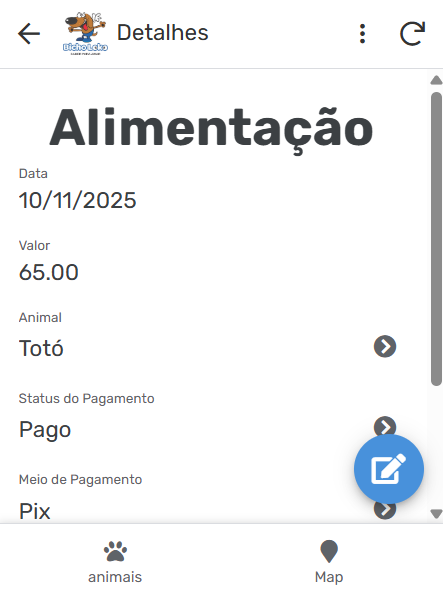 Bicho Loko
Detalhes
Alimentação
Data
10/11/2025
Valor
65.00
Animal
Totó
Status do Pagamento
Pago
Meio de Pagamento
Pix
animais
Map